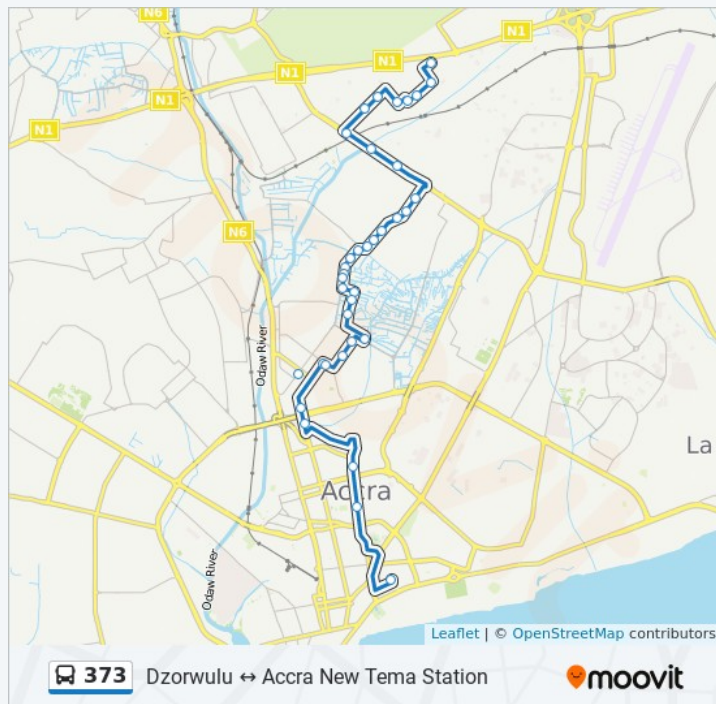 N6
N1
N1
N1
N1
N1
N6
Odaw River
La
Accra
Odaw River
Leaflet | © OpenStreetMap contributors
373 Dzorwulu ↔ Accra New Tema Station
moovit